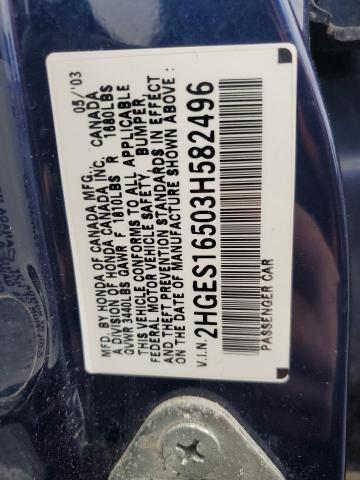 MFD. BY HONDA OF CANADA MFG.,
A DIVISION OF HONDA CANADA INC., CANADA 05/'03
GVWR 3440LBS GAWR F 1810LBS R 1680LBS
THIS VEHICLE CONFORMS TO ALL APPLICABLE
FEDERAL MOTOR VEHICLE SAFETY, BUMPER
AND THEFT PREVENTION STANDARDS IN EFFECT
ON THE DATE OF MANUFACTURE SHOWN ABOVE :
V.I.N.: 2HGES16503H582496
PASSENGER CAR